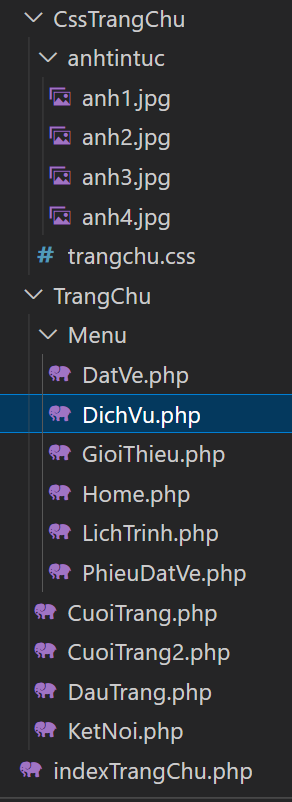 CssTrangChu
anhtintuc
anh1.jpg
anh2.jpg
anh3.jpg
anh4.jpg
# trangchu.css
TrangChu
Menu
DatVe.php
DichVu.php
GioiThieu.php
Home.php
LichTrinh.php
PhieuDatVe.php
CuoiTrang.php
CuoiTrang2.php
DauTrang.php
KetNoi.php
indexTrangChu.php